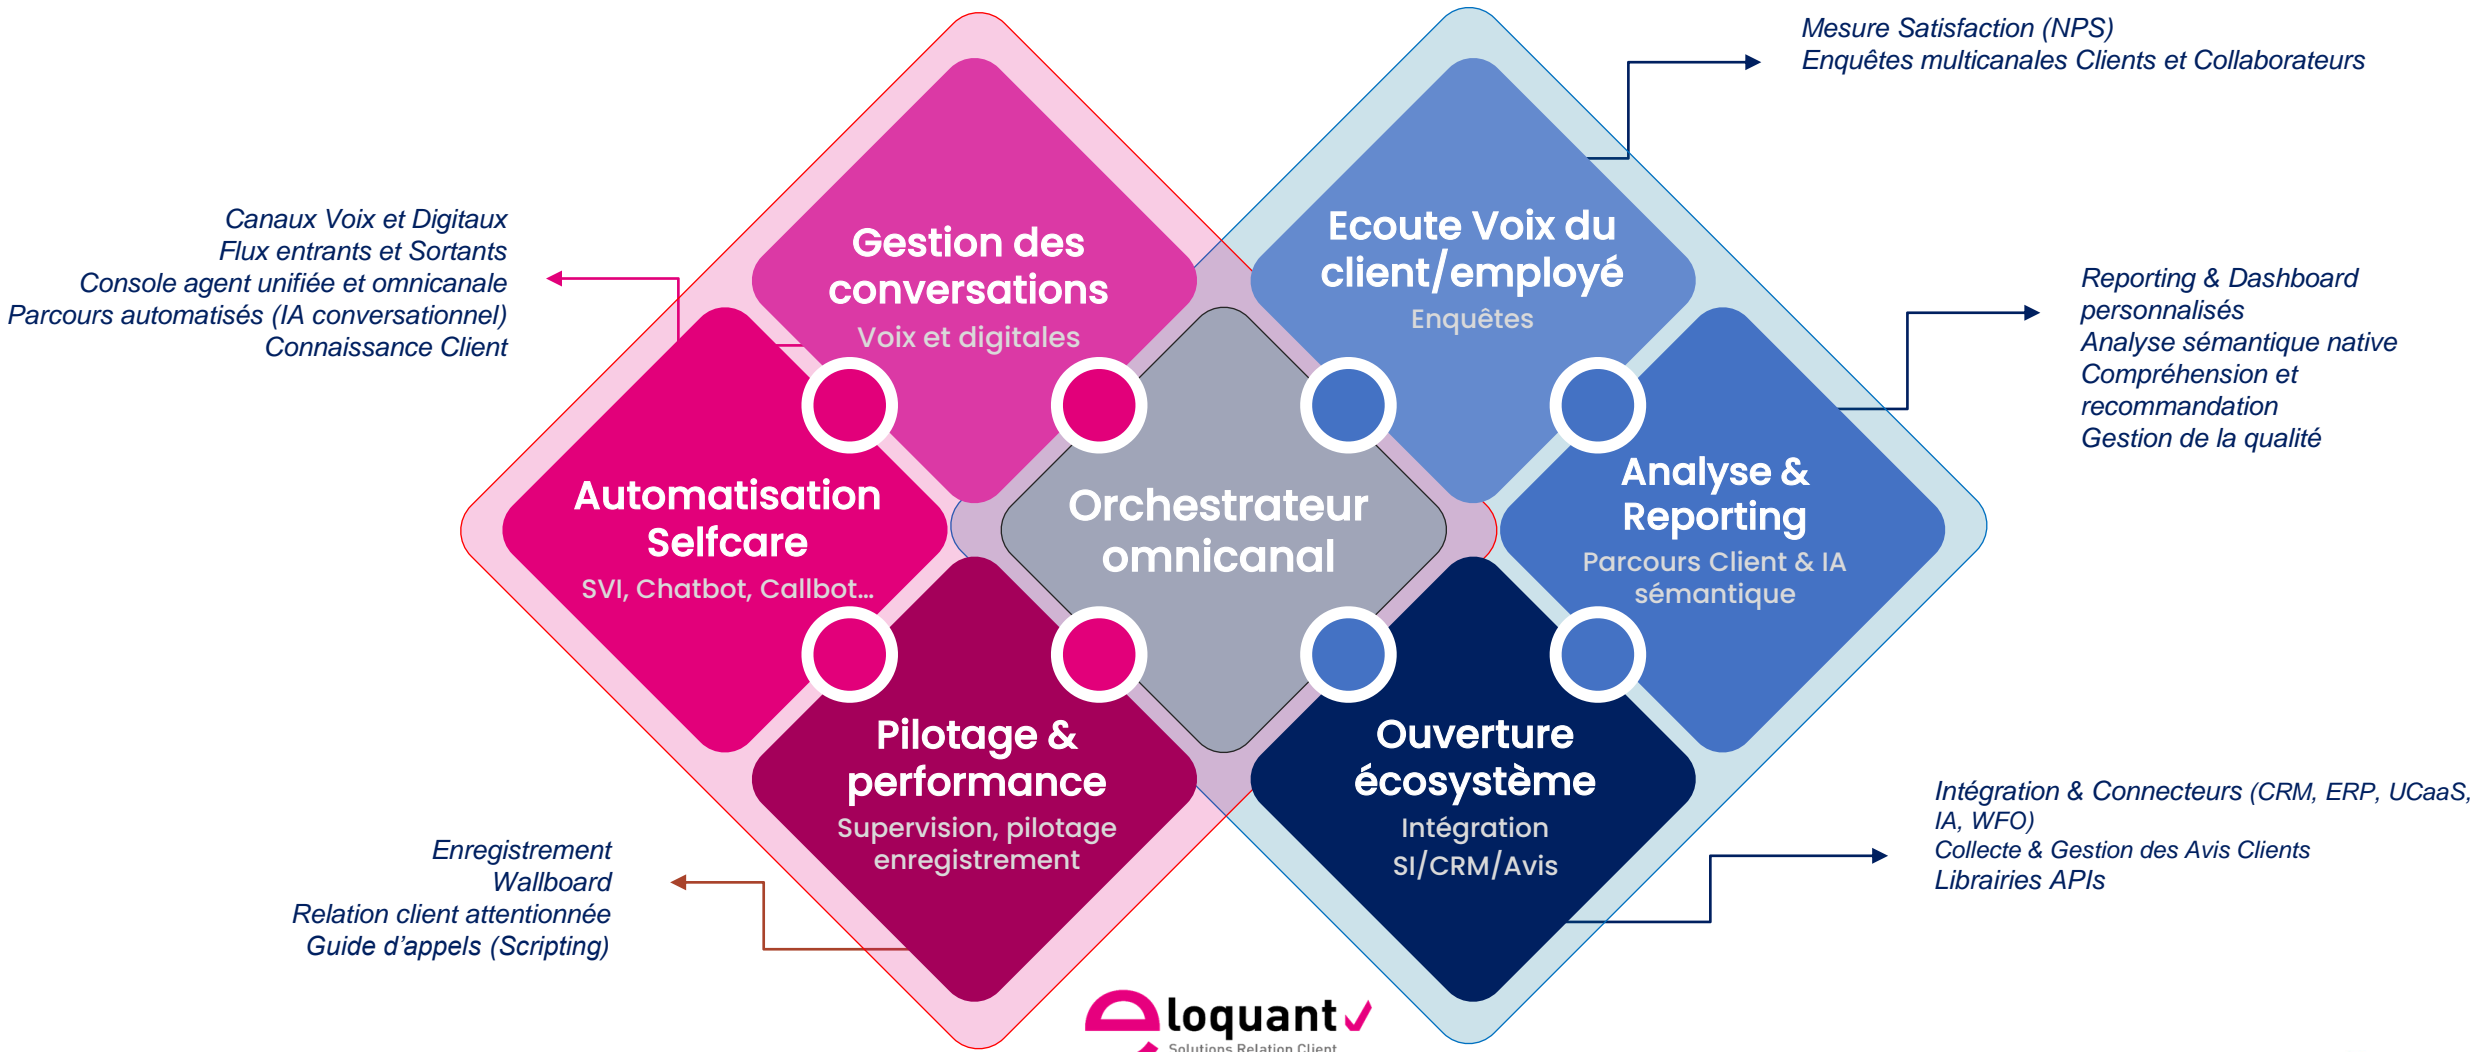 Mesure Satisfaction (NPS)
Enquêtes multicanales Clients et Collaborateurs
Canaux Voix et Digitaux
Flux entrants et Sortants
Console agent unifiée et omnicanale
Parcours automatisés (IA conversationnel)
Connaissance Client
Gestion des
conversations
Voix et digitales
Ecoute Voix du
client/employé
Enquêtes
Reporting & Dashboard
personnalisés
Analyse sémantique native
Compréhension et
recommandation
Gestion de la qualité
Automatisation
Selfcare
SVI, Chatbot, Callbot...
Orchestrateur
omnicanal
Analyse &
Reporting
Parcours Client & IA
sémantique
Pilotage &
performance
Supervision, pilotage
enregistrement
Ouverture
écosystème
Intégration
SI/CRM/Avis
Intégration & Connecteurs (CRM, ERP, UCaaS,
IA, WFO)
Collecte & Gestion des Avis Clients
Librairies APIs
Enregistrement
Wallboard
Relation client attentionnée
Guide d'appels (Scripting)
eloquant
Solutions Relation Client